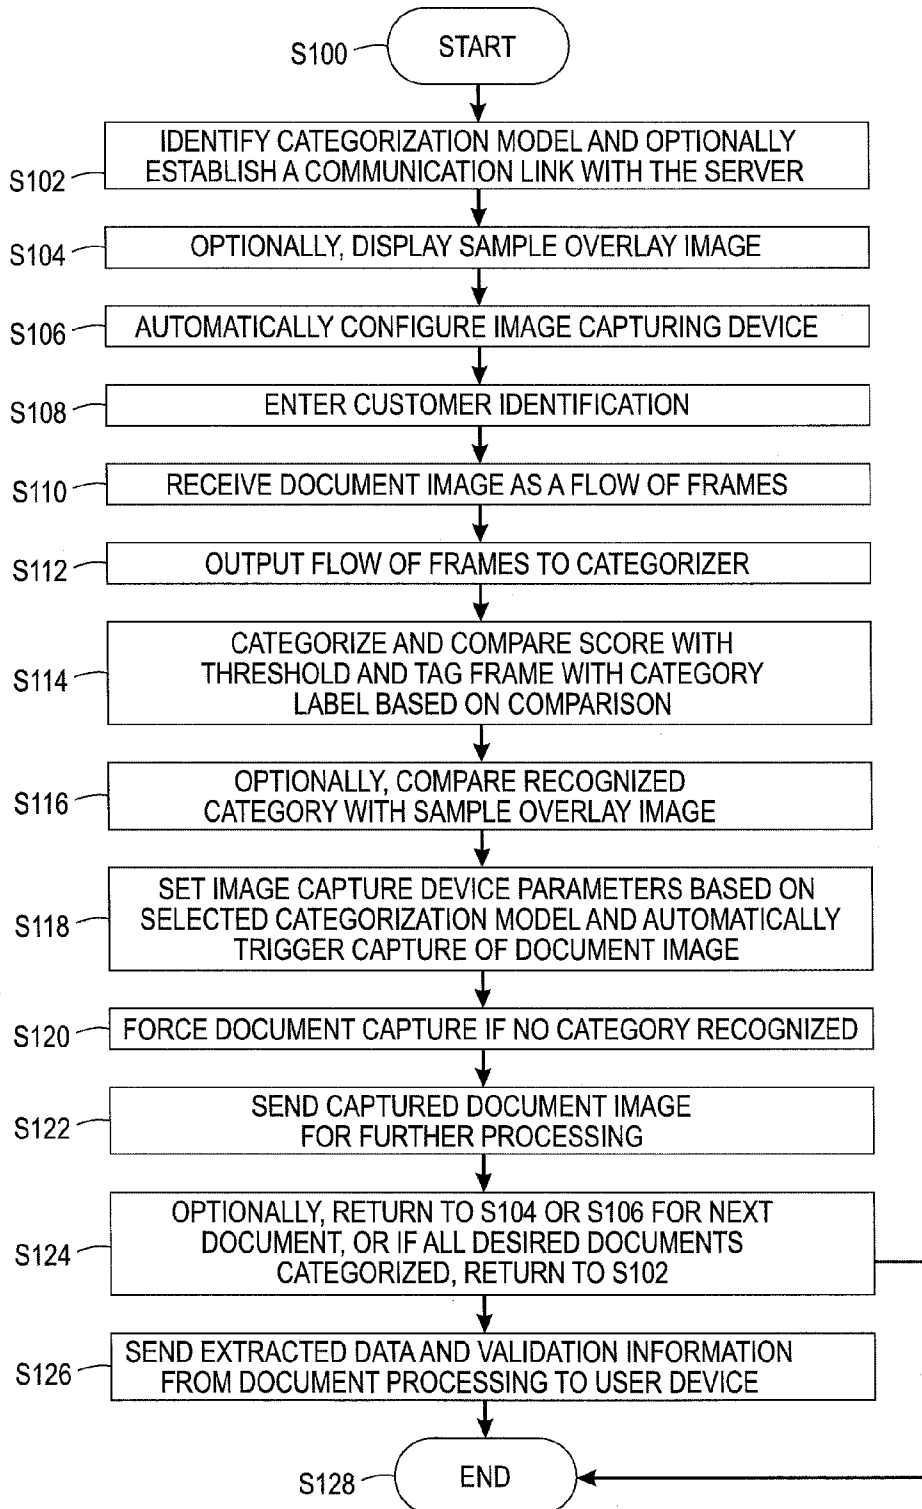 S100
START
S102
IDENTIFY CATEGORIZATION MODEL AND OPTIONALLY
ESTABLISH A COMMUNICATION LINK WITH THE SERVER
S104
OPTIONALLY, DISPLAY SAMPLE OVERLAY IMAGE
S106
AUTOMATICALLY CONFIGURE IMAGE CAPTURING DEVICE
S108
ENTER CUSTOMER IDENTIFICATION
S110
RECEIVE DOCUMENT IMAGE AS A FLOW OF FRAMES
S112
OUTPUT FLOW OF FRAMES TO CATEGORIZER
S114
CATEGORIZE AND COMPARE SCORE WITH
THRESHOLD AND TAG FRAME WITH CATEGORY
LABEL BASED ON COMPARISON
S116
OPTIONALLY, COMPARE RECOGNIZED
CATEGORY WITH SAMPLE OVERLAY IMAGE
S118
SET IMAGE CAPTURE DEVICE PARAMETERS BASED ON
SELECTED CATEGORIZATION MODEL AND AUTOMATICALLY
TRIGGER CAPTURE OF DOCUMENT IMAGE
S120
FORCE DOCUMENT CAPTURE IF NO CATEGORY RECOGNIZED
S122
SEND CAPTURED DOCUMENT IMAGE
FOR FURTHER PROCESSING
S124
OPTIONALLY, RETURN TO S104 OR S106 FOR NEXT
DOCUMENT, OR IF ALL DESIRED DOCUMENTS
CATEGORIZED, RETURN TO S102
S126
SEND EXTRACTED DATA AND VALIDATION INFORMATION
FROM DOCUMENT PROCESSING TO USER DEVICE
S128
END